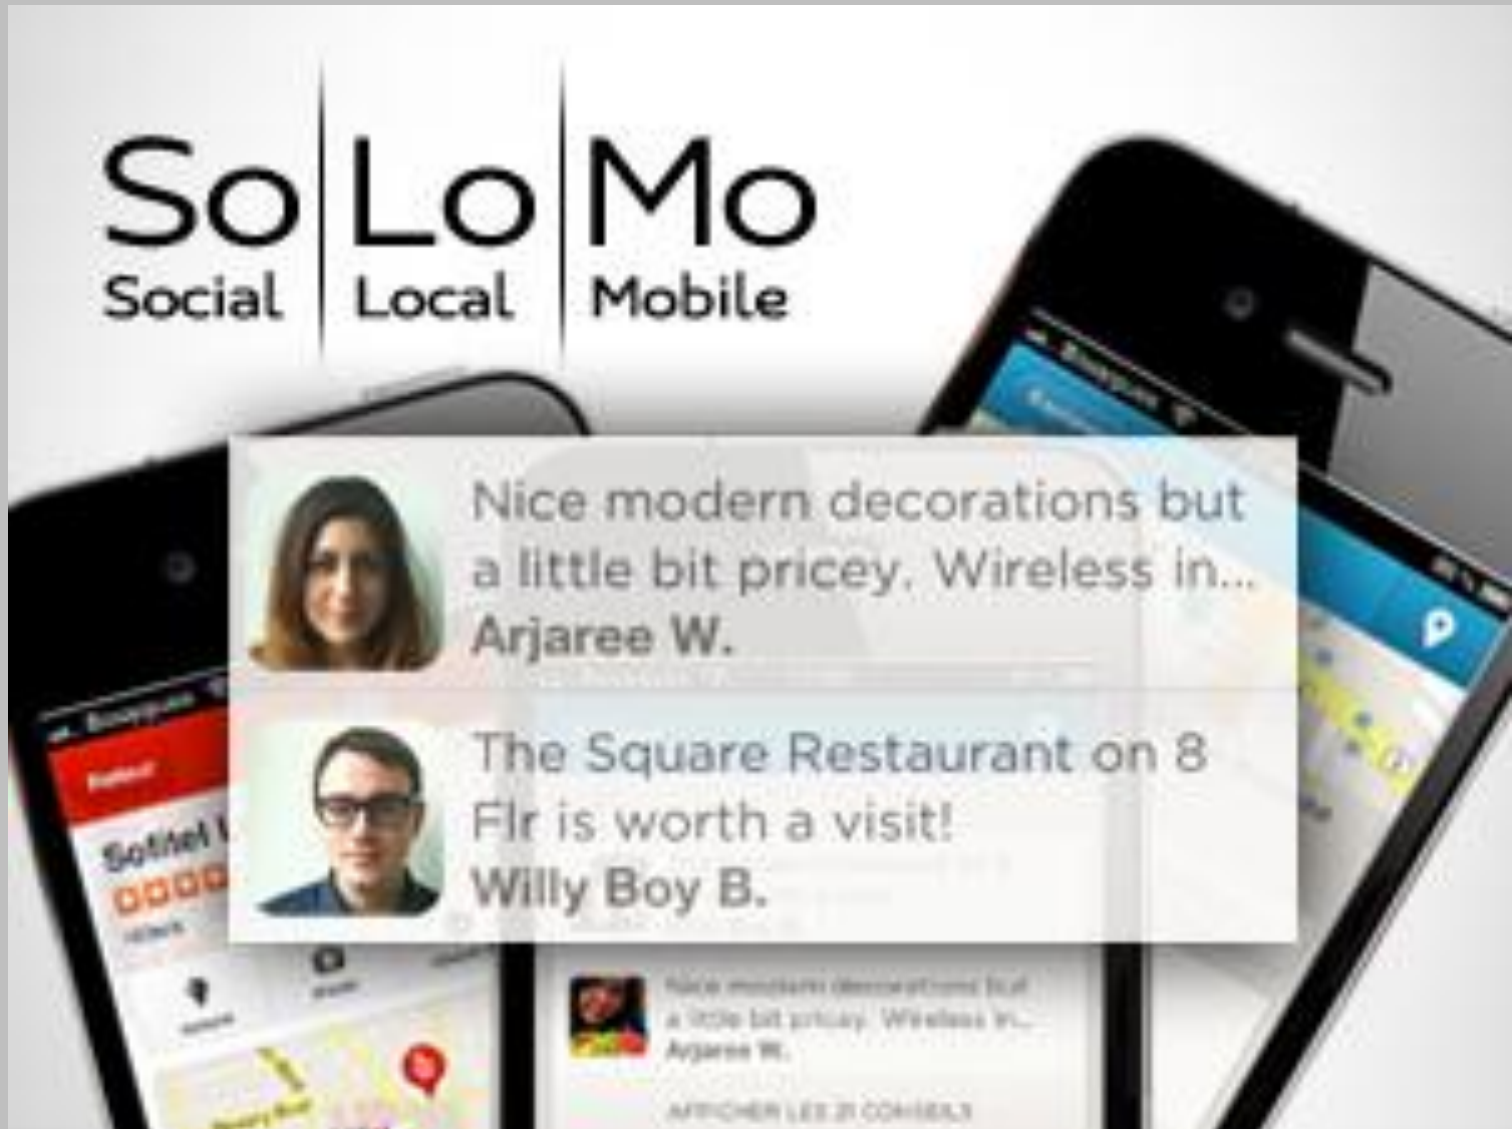 So Lo Mo
Social Local Mobile
Nice modern decorations but
a little bit pricey. Wireless in...
Arjaree W.
The Square Restaurant on 8
Flr is worth a visit!
Willy Boy B.
Sofitel
Nice modern decorations but
a little bit pricey. Wireless in...
Arjaree W.
AFFICHER LES 21 CONSEILS